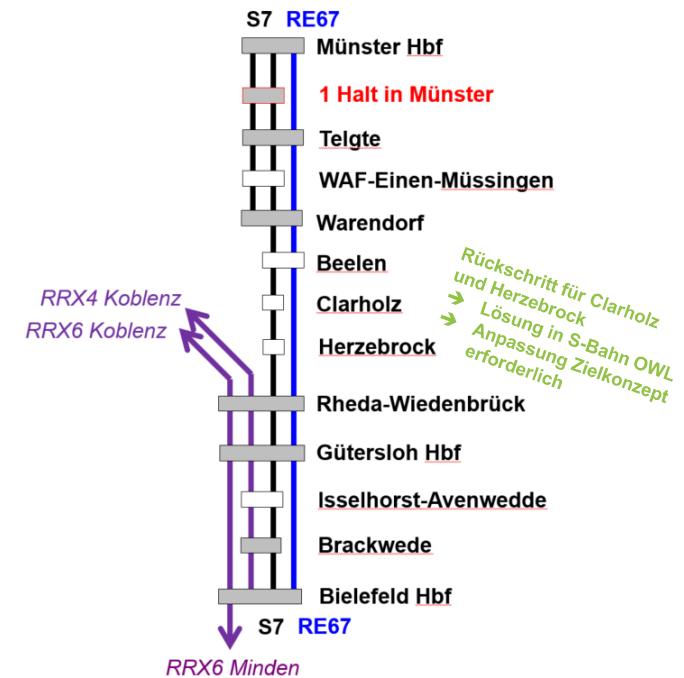 S7 RE67
Münster Hbf
1 Halt in Münster
Telgte
WAF-Einen-Müssingen
Warendorf
Beelen
Clarholz
Herzebrock
Rheda-Wiedenbrück
Gütersloh Hbf
Isselhorst-Avenwedde
Brackwede
Bielefeld Hbf
S7 RE67
RRX4 Koblenz
RRX6 Koblenz
RRX6 Minden
Rückschritt für Clarholz
und Herzebrock
➔ Lösung in S-Bahn OWL
➔ Anpassung Zielkonzept
erforderlich